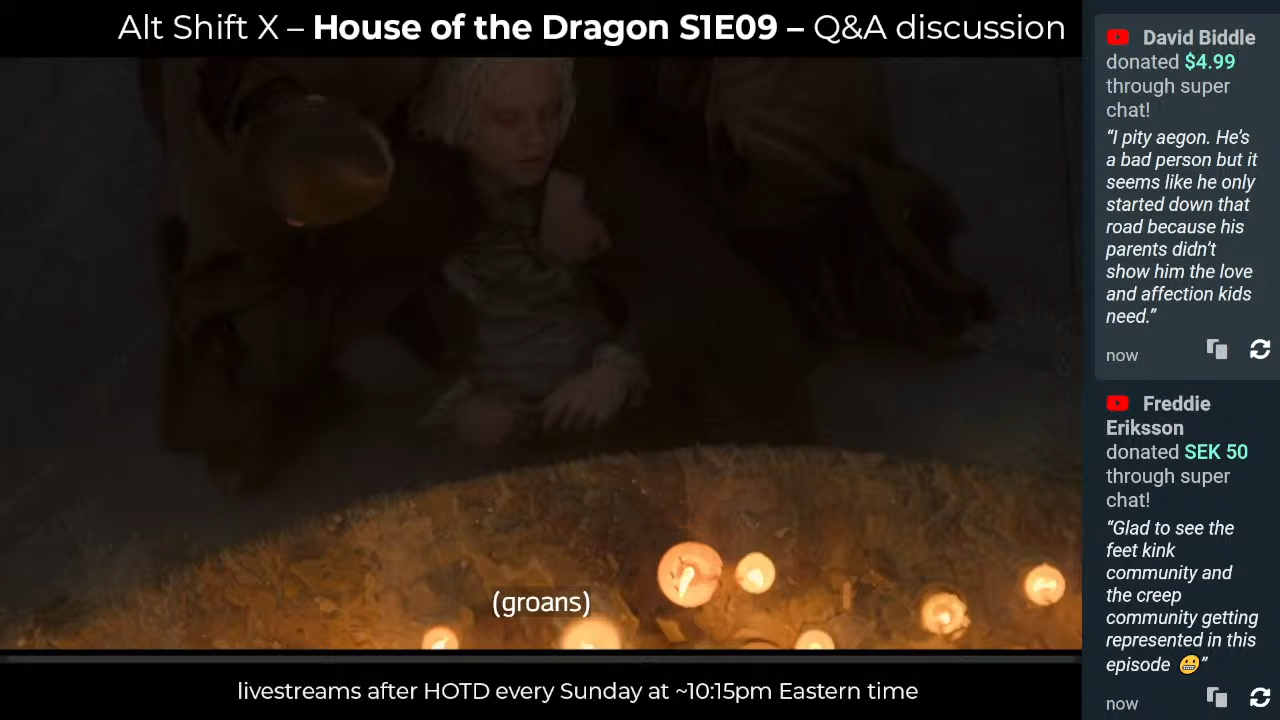 Alt Shift X – House of the Dragon S1E09 – Q&A discussion
David Biddle
donated $4.99
through super
chat!
“I pity aegon. He’s
a bad person but it
seems like he only
started down that
road because his
parents didn’t
show him the love
and affection kids
need.”
now
Freddie
Eriksson
donated SEK 50
through super
chat!
“Glad to see the
feet kink
community and
the creep
community getting
represented in this
episode 😬”
now
(groans)
livestreams after HOTD every Sunday at ~10:15pm Eastern time